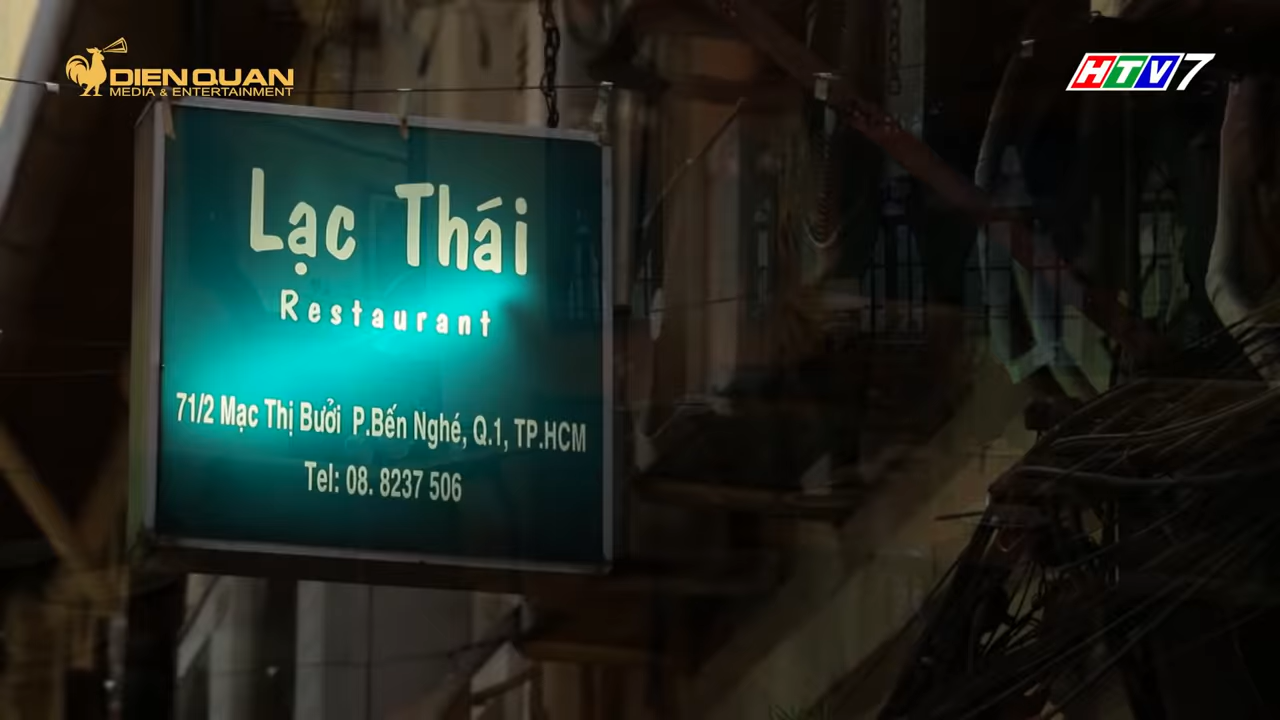 DIEN QUAN
MEDIA & ENTERTAINMENT
HTV7
Lạc Thái
Restaurant
71/2 Mạc Thị Bưởi P.Bến Nghé, Q.1, TP.HCM
Tel: 08. 8237 506